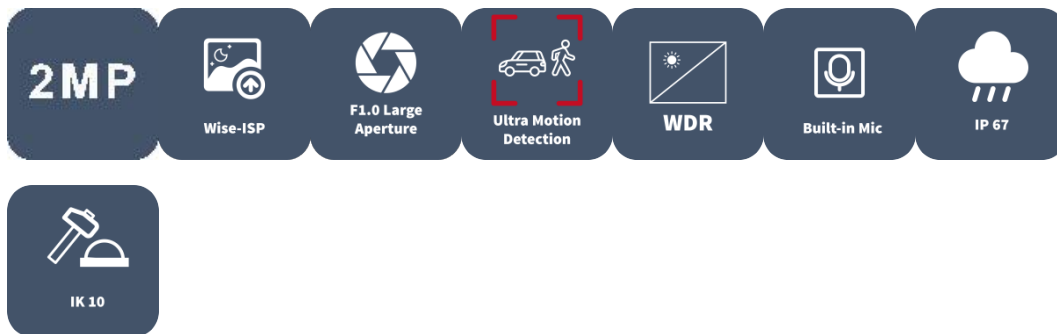 2MP
Wise-ISP
F1.0 Large
Aperture
Ultra Motion
Detection
WDR
Built-in Mic
IP 67
IK 10